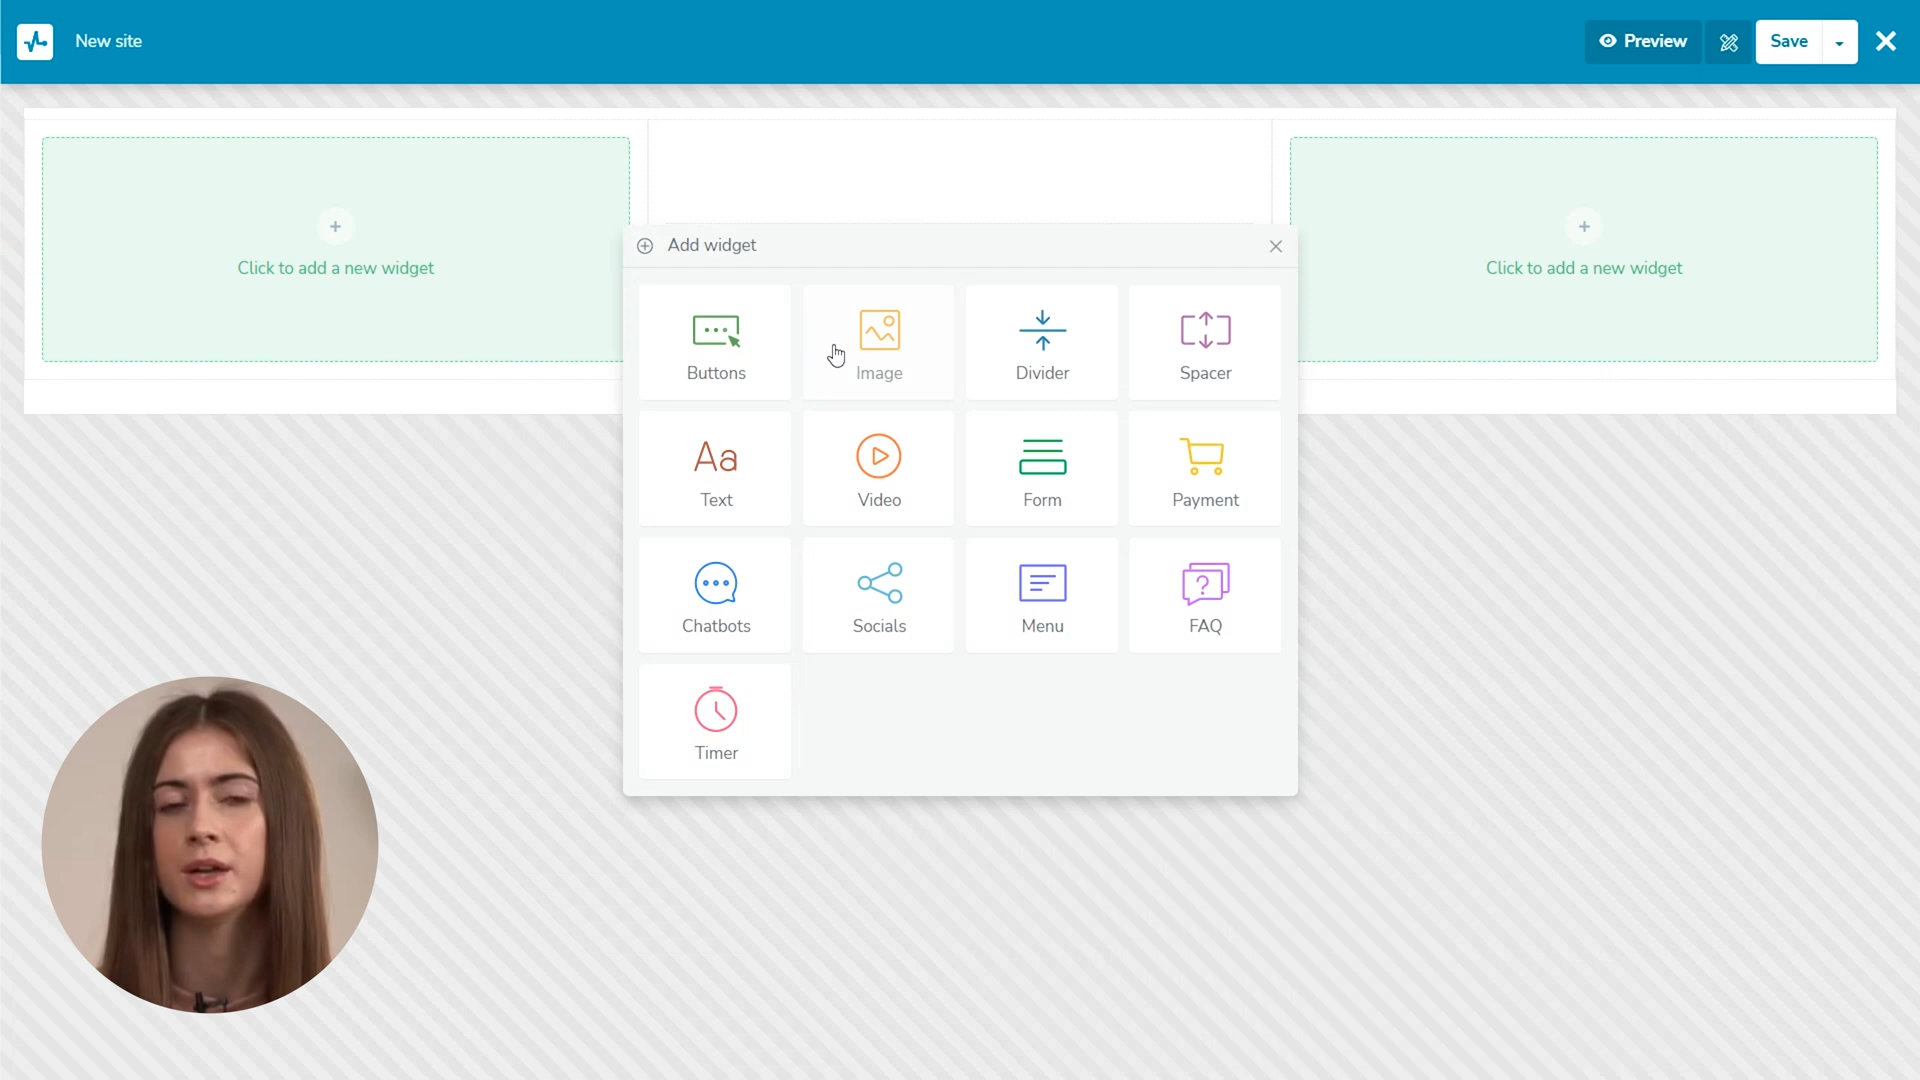 New site
Preview
Save
Click to add a new widget
Click to add a new widget
Add widget
Buttons
Image
Divider
Spacer
Aa
Text
Video
Form
Payment
Chatbots
Socials
Menu
?
FAQ
Timer